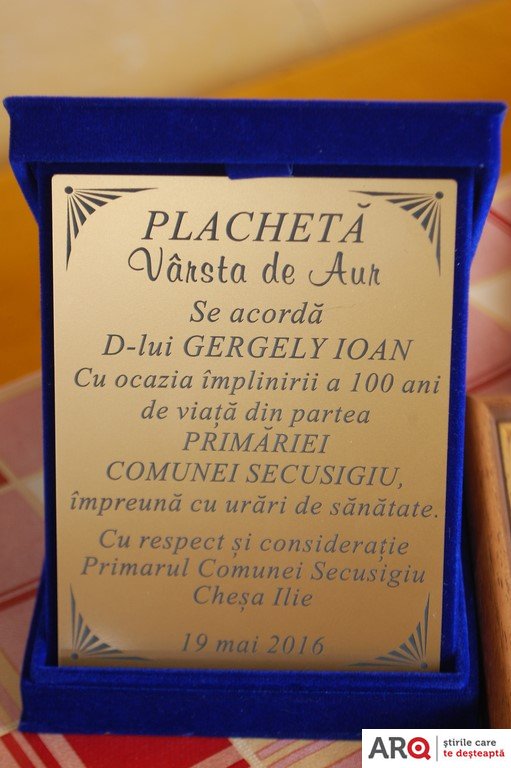 PLACHETĂ
Vârsta de Aur
Se acordă
D-lui GERGELY IOAN
Cu ocazia împlinirii a 100 ani
de viață din partea
PRIMĂRIEI
COMUNEI SECUSIGIU,
împreună cu urări de sănătate.
Cu respect și considerație
Primarul Comunei Secusigiu
Cheșa Ilie
19 mai 2016
ARQ știrile care
te deșteaptă